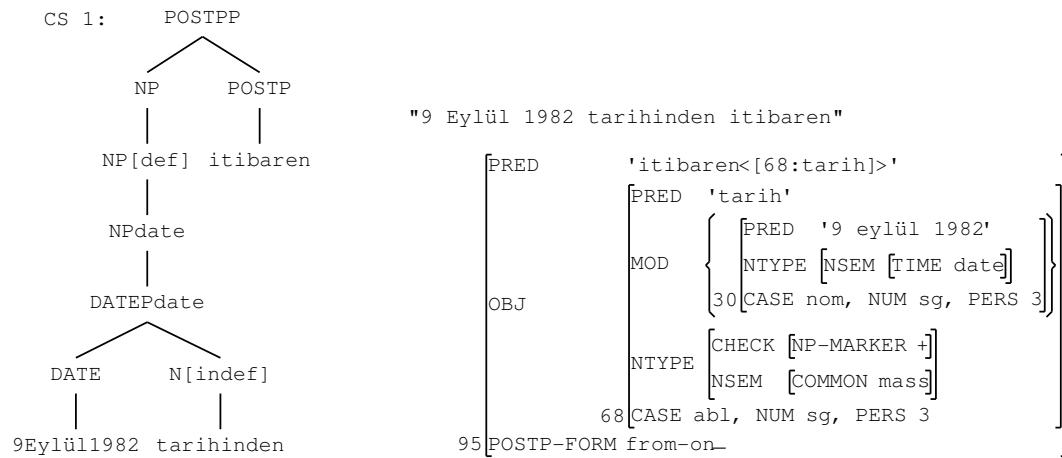 CS 1: POSTPP
NP POSTP
NP[def] itibaren
NPdate
DATEPdate
DATE N[indef]
9Eylül1982 tarihinden
"9 Eylül 1982 tarihinden itibaren"
PRED 'itibaren<[68:tarih]>'
PRED 'tarih'
PRED '9 eylül 1982'
MOD NTYPE [NSEM [TIME date]]
30 CASE nom, NUM sg, PERS 3
OBJ
CHECK [NP-MARKER +]
NTYPE
NSEM [COMMON mass]
68 CASE abl, NUM sg, PERS 3
95 POSTP-FORM from-on